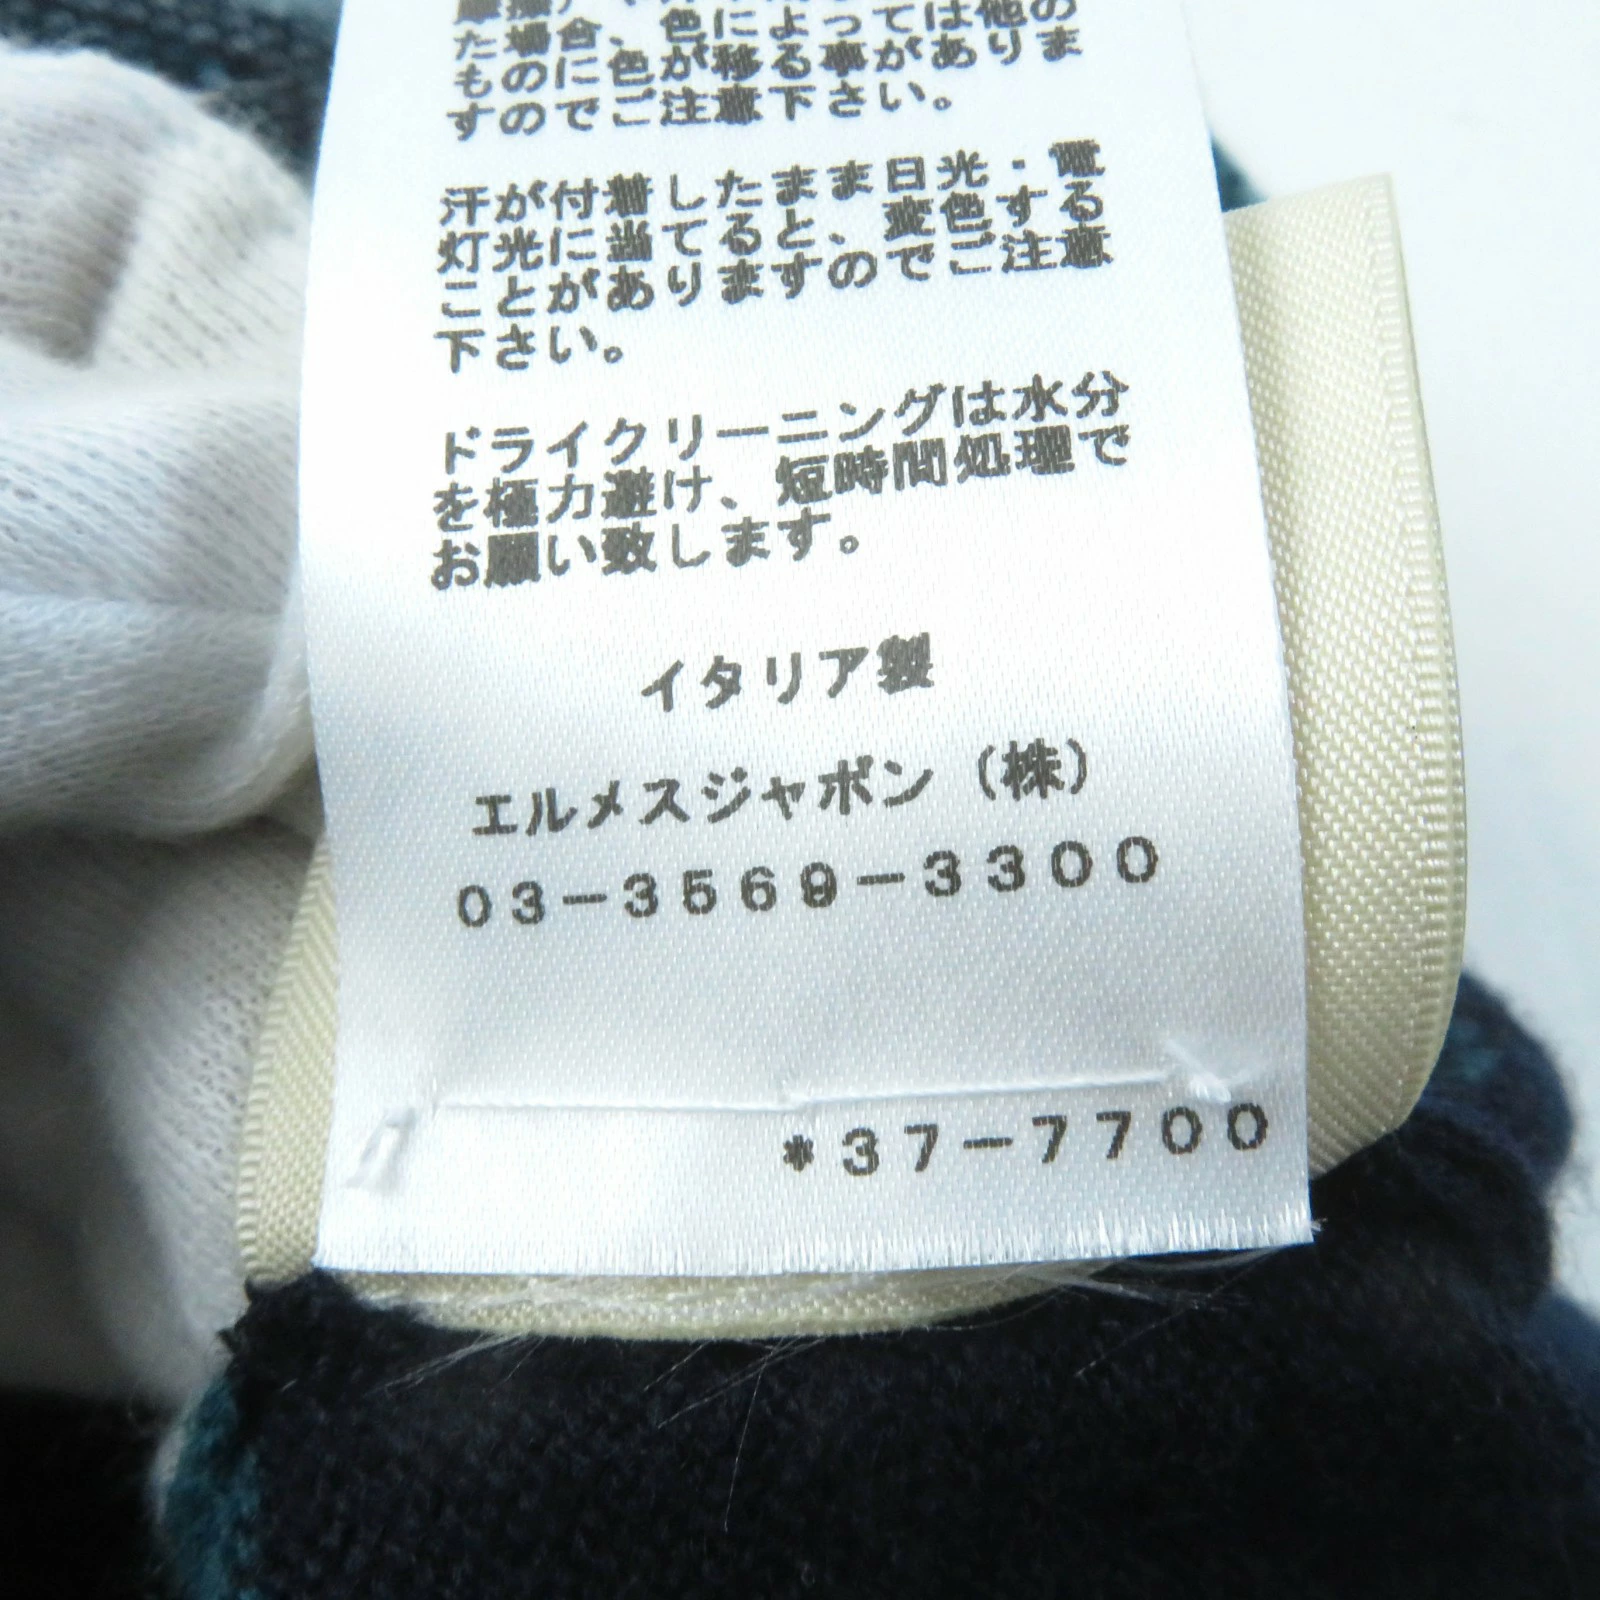 た場合、色によっては他の
ものに色が移る事がありま
すのでご注意下さい。
汗が付着したまま日光・電
灯光に当てると、変色する
ことがありますのでご注意
下さい。
ドライクリーニングは水分
を極力避け、短時間処理で
お願い致します。
イタリア製
エルメスジャポン（株）
03－3569－3300
*37－7700